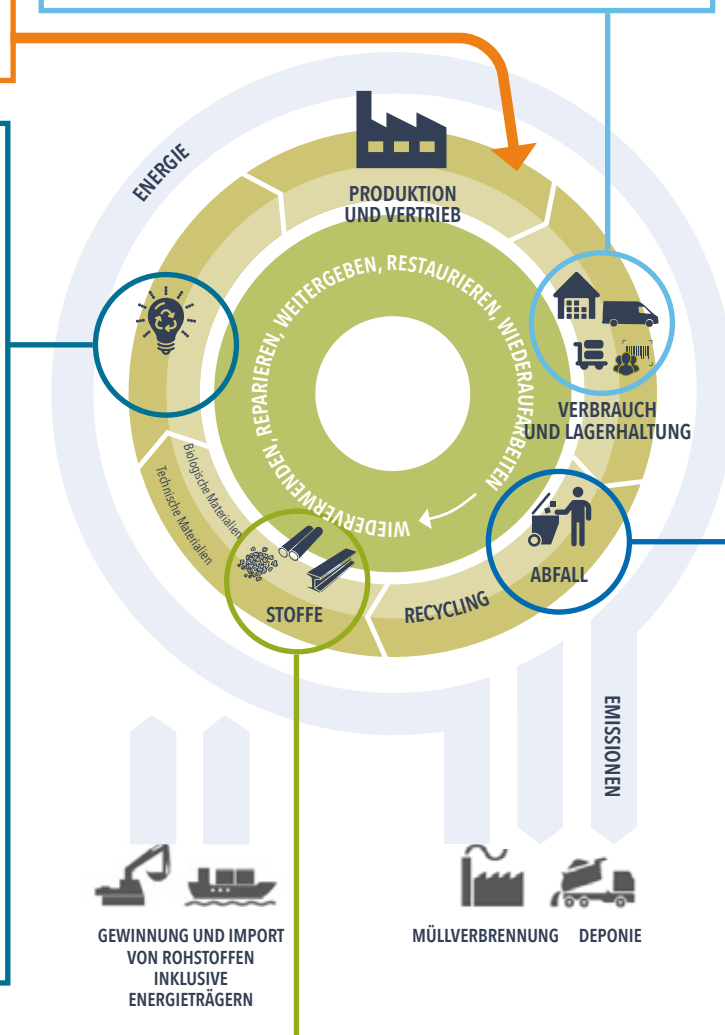 ENERGIE
PRODUKTION
UND VERTRIEB
WIEDERVERWENDEN, REPARIEREN, WEITERGEBEN, RESTAURIEREN, WIEDERAUFARBEITEN
VERBRAUCH
UND LAGERHALTUNG
Biologische Materialien
Technische Materialien
STOFFE
RECYCLING
ABFALL
EMISSIONEN
GEWINNUNG UND IMPORT
VON ROHSTOFFEN
INKLUSIVE
ENERGIETRÄGERN
MÜLLVERBRENNUNG
DEPONIE